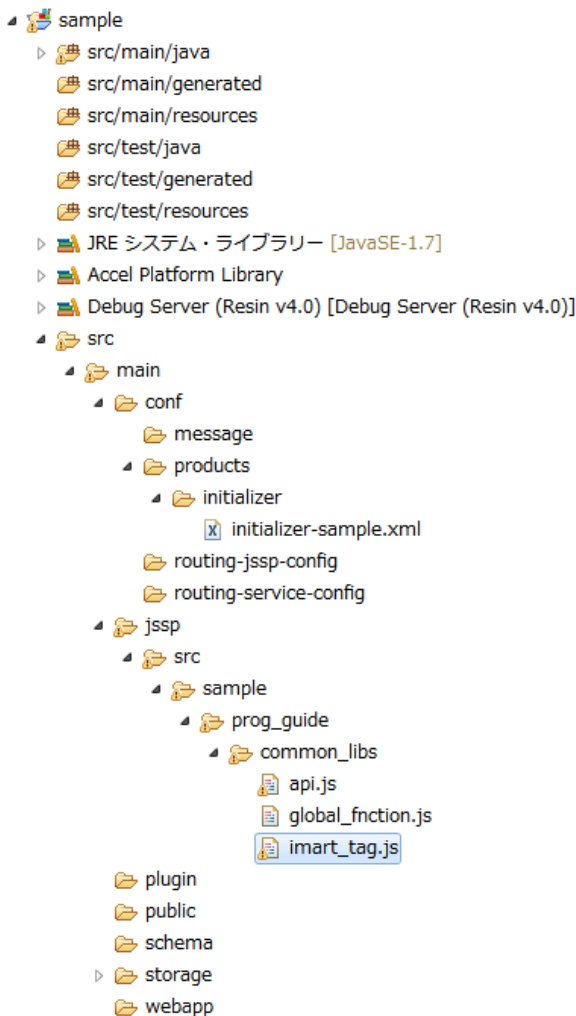 sample
src/main/java
src/main/generated
src/main/resources
src/test/java
src/test/generated
src/test/resources
JRE システム・ライブラリー [JavaSE-1.7]
Accel Platform Library
Debug Server (Resin v4.0) [Debug Server (Resin v4.0)]
src
main
conf
message
products
initializer
initializer-sample.xml
routing-jssp-config
routing-service-config
jssp
src
sample
prog_guide
common_libs
api.js
global_fnction.js
imart_tag.js
plugin
public
schema
storage
webapp